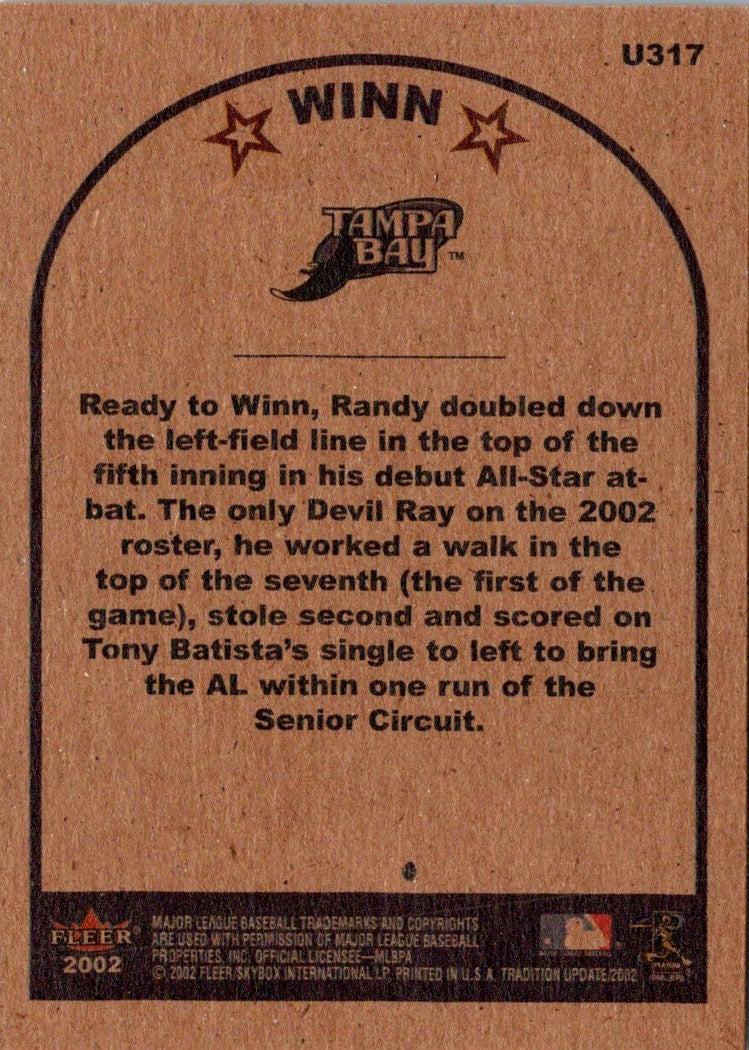 U317
WINN
TAMPA
BAY ™
Ready to Winn, Randy doubled down
the left-field line in the top of the
fifth inning in his debut All-Star at-
bat. The only Devil Ray on the 2002
roster, he worked a walk in the
top of the seventh (the first of the
game), stole second and scored on
Tony Batista's single to left to bring
the AL within one run of the
Senior Circuit.
FLEER®
2002
MAJOR LEAGUE BASEBALL TRADEMARKS AND COPYRIGHTS
ARE USED WITH PERMISSION OF MAJOR LEAGUE BASEBALL
PROPERTIES, INC. OFFICIAL LICENSEE—MLBPA
© 2002 FLEER/SKYBOX INTERNATIONAL LP. PRINTED IN U.S.A. TRADITION UPDATE/2002
MAJOR LEAGUE BASEBALL